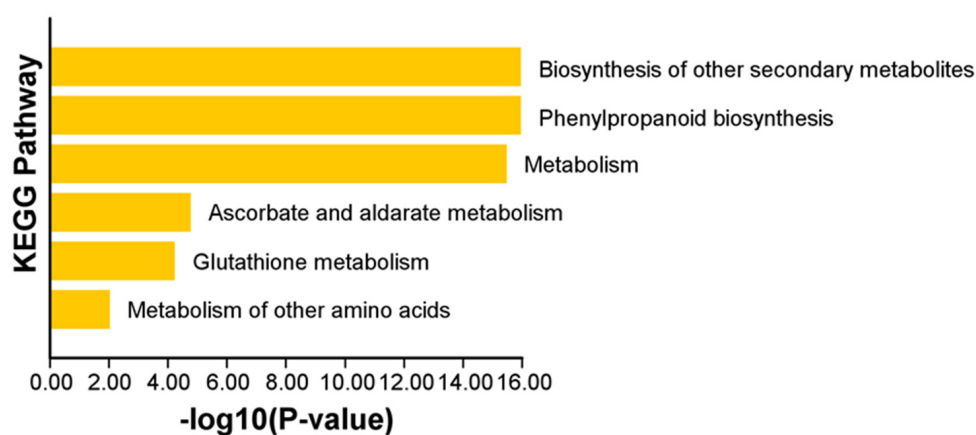 KEGG Pathway
Biosynthesis of other secondary metabolites
Phenylpropanoid biosynthesis
Metabolism
Ascorbate and aldarate metabolism
Glutathione metabolism
Metabolism of other amino acids
0.00 2.00 4.00 6.00 8.00 10.00 12.00 14.00 16.00
-log10(P-value)